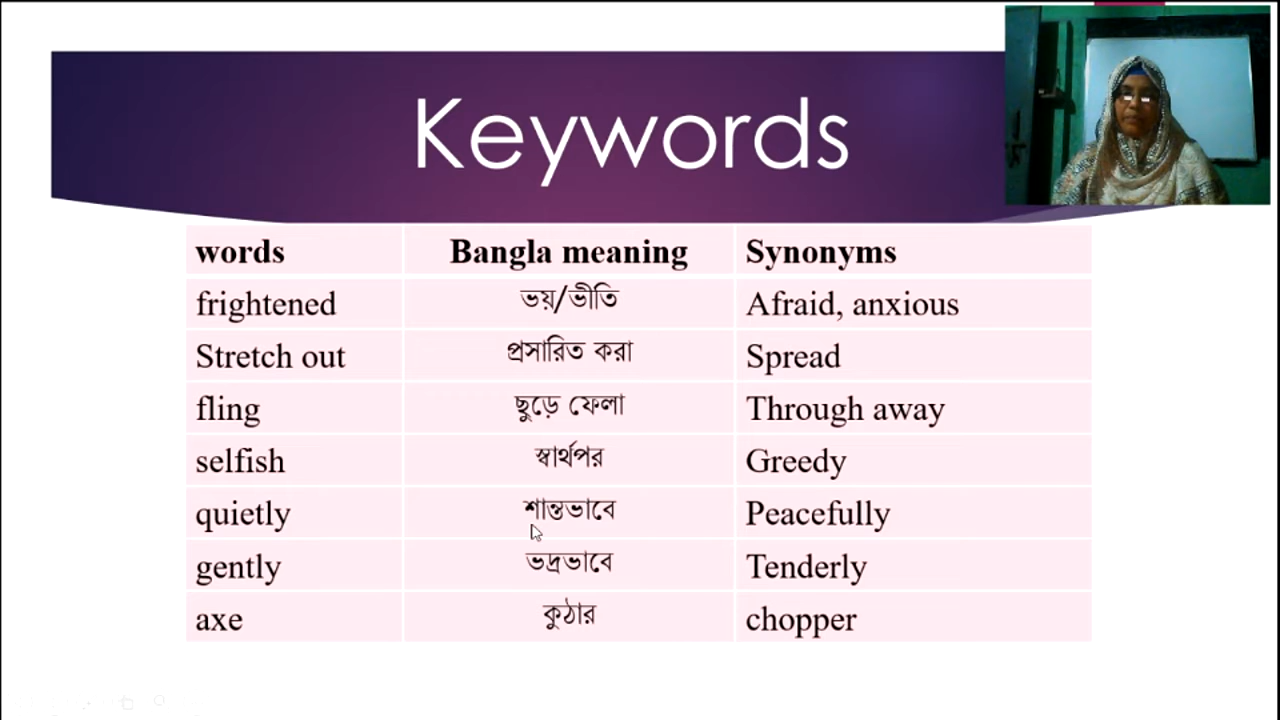 Keywords
words Bangla meaning Synonyms
frightened ভয়/ভীতি Afraid, anxious
Stretch out প্রসারিত করা Spread
fling ছুড়ে ফেলা Through away
selfish স্বার্থপর Greedy
quietly শান্তভাবে Peacefully
gently ভদ্রভাবে Tenderly
axe কুঠার chopper